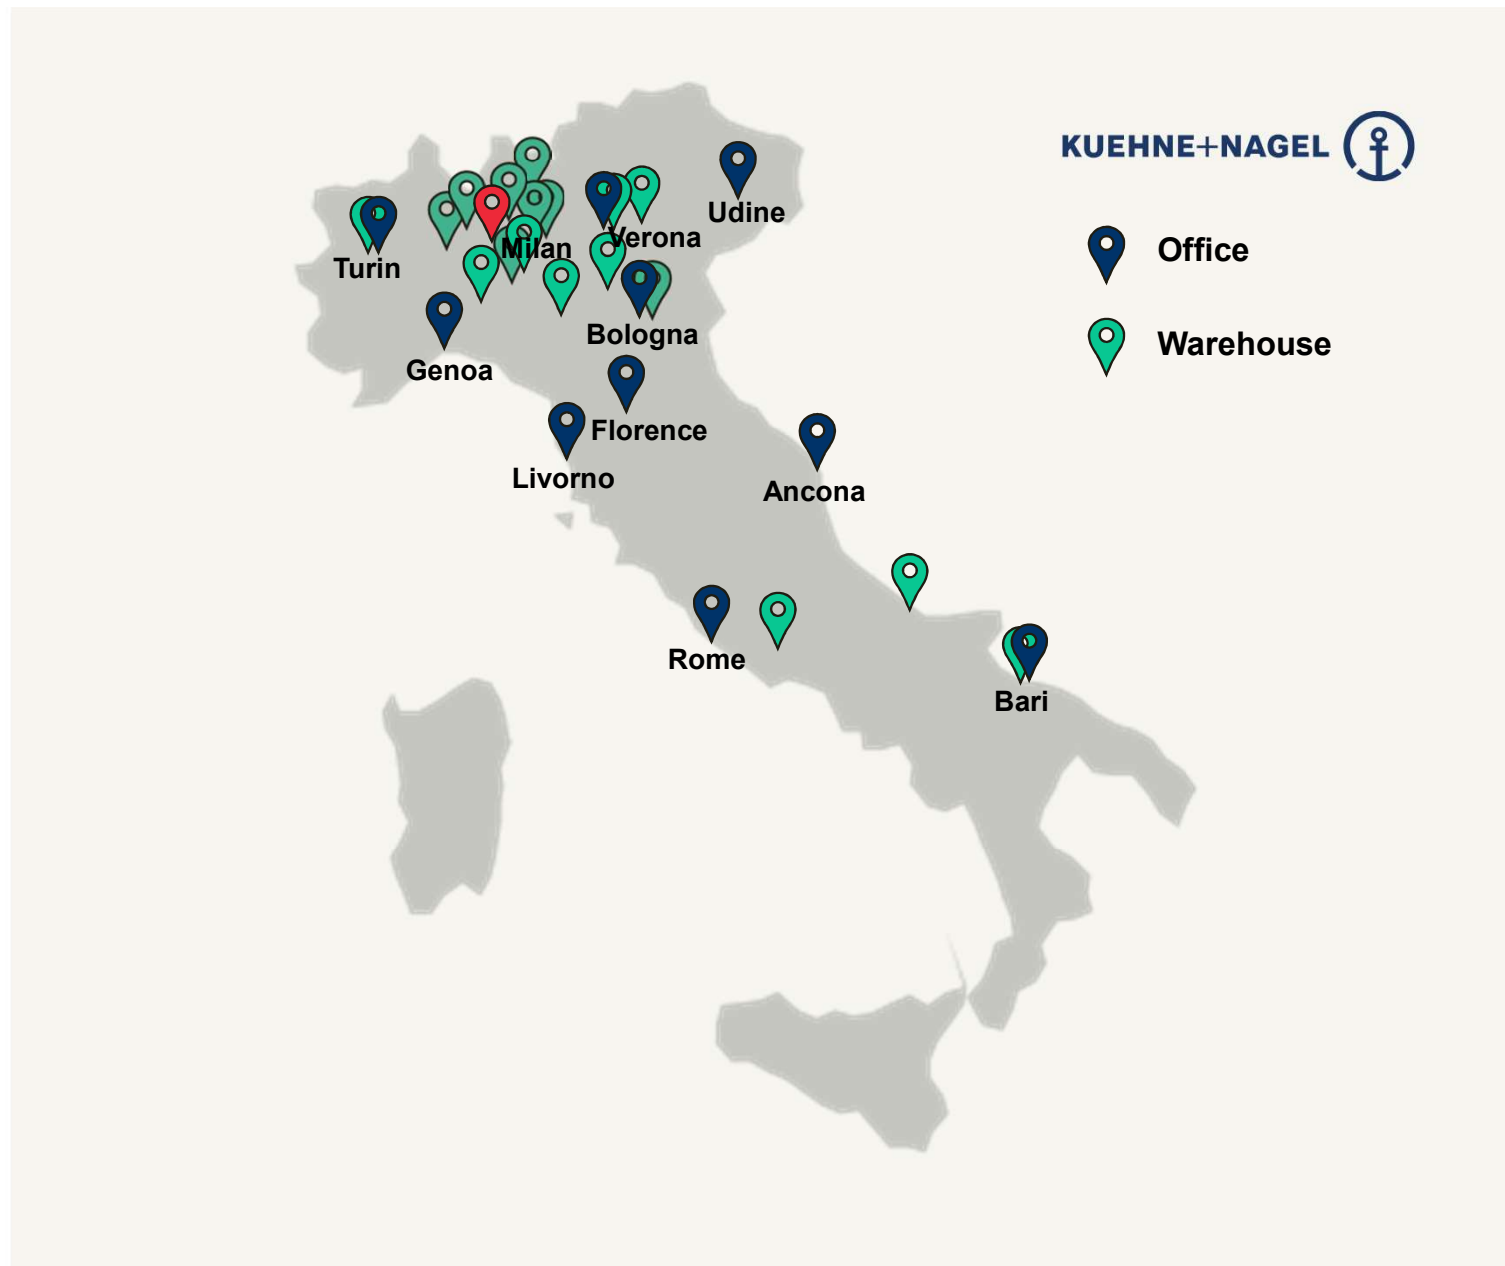 KUEHNE+NAGEL
Office
Warehouse
Udine
Verona
Milan
Turin
Bologna
Genoa
Florence
Livorno
Ancona
Rome
Bari